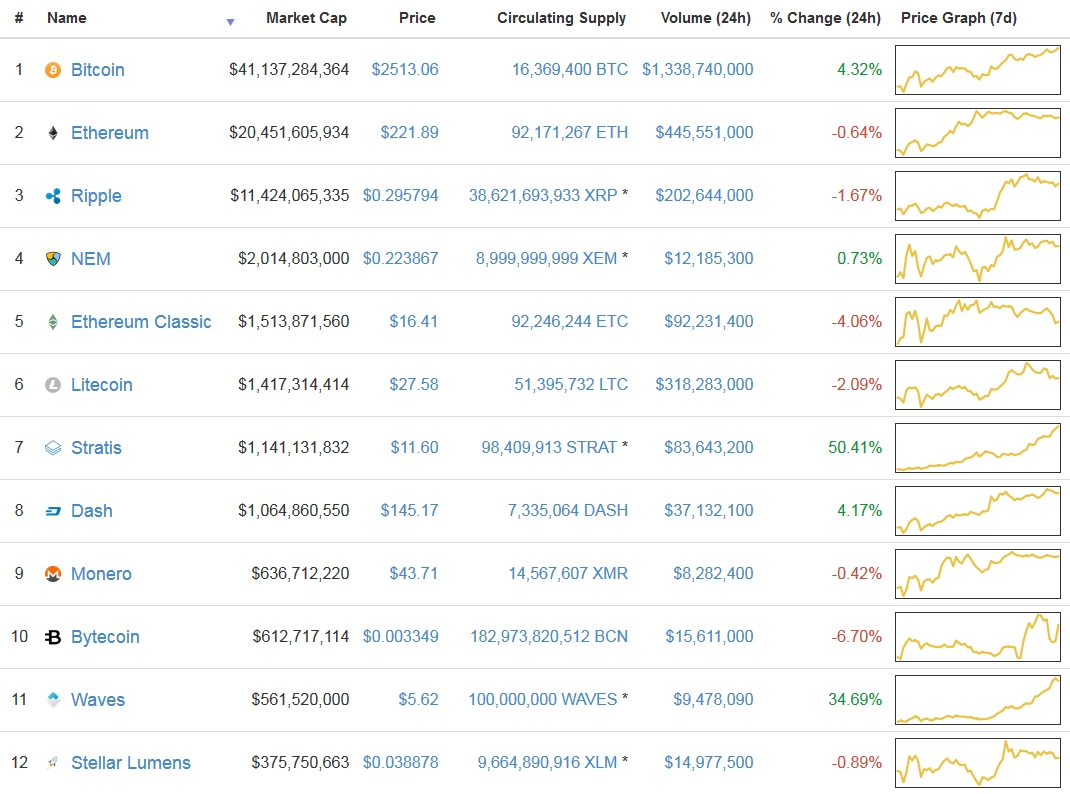 # Name Market Cap Price Circulating Supply Volume (24h) % Change (24h) Price Graph (7d)
1 Bitcoin $41,137,284,364 $2513.06 16,369,400 BTC $1,338,740,000 4.32%
2 Ethereum $20,451,605,934 $221.89 92,171,267 ETH $445,551,000 -0.64%
3 Ripple $11,424,065,335 $0.295794 38,621,693,933 XRP * $202,644,000 -1.67%
4 NEM $2,014,803,000 $0.223867 8,999,999,999 XEM * $12,185,300 0.73%
5 Ethereum Classic $1,513,871,560 $16.41 92,246,244 ETC $92,231,400 -4.06%
6 Litecoin $1,417,314,414 $27.58 51,395,732 LTC $318,283,000 -2.09%
7 Stratis $1,141,131,832 $11.60 98,409,913 STRAT * $83,643,200 50.41%
8 Dash $1,064,860,550 $145.17 7,335,064 DASH $37,132,100 4.17%
9 Monero $636,712,220 $43.71 14,567,607 XMR $8,282,400 -0.42%
10 Bytecoin $612,717,114 $0.003349 182,973,820,512 BCN $15,611,000 -6.70%
11 Waves $561,520,000 $5.62 100,000,000 WAVES * $9,478,090 34.69%
12 Stellar Lumens $375,750,663 $0.038878 9,664,890,916 XLM * $14,977,500 -0.89%